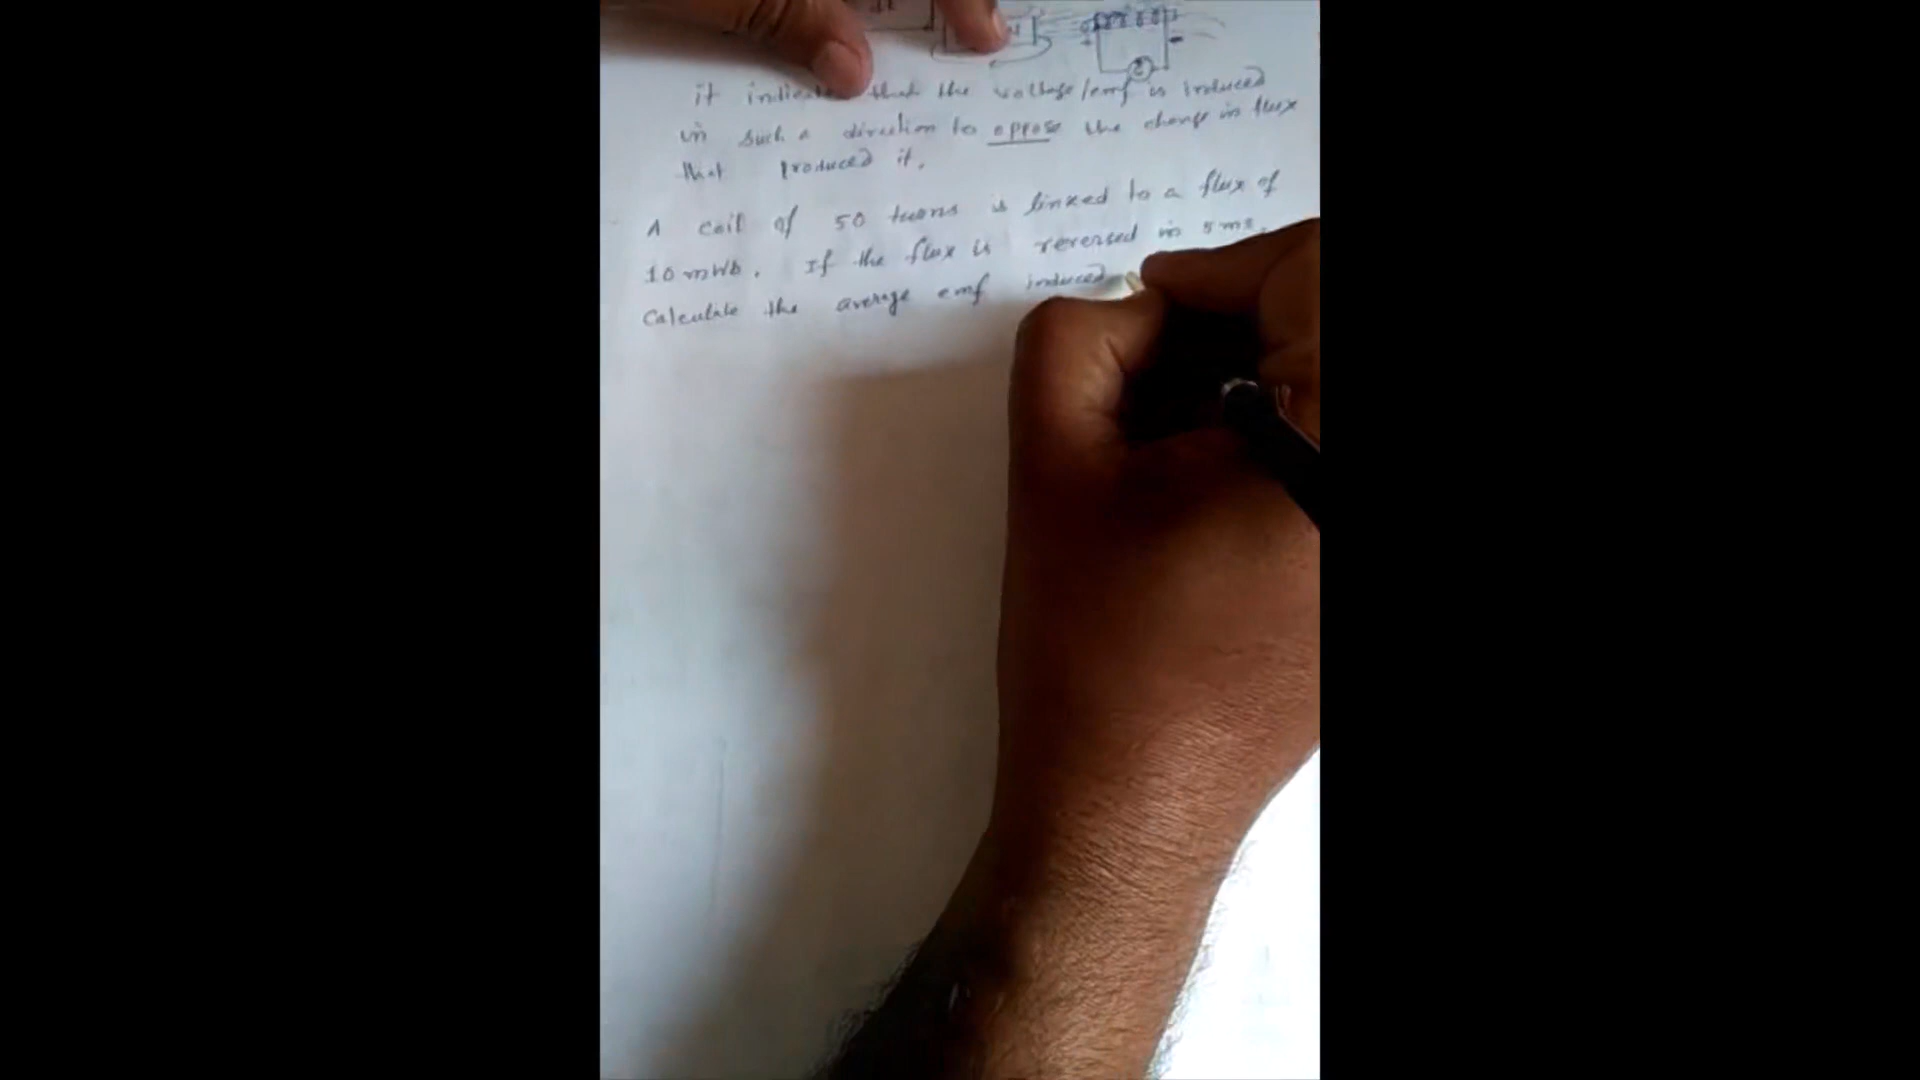 it indicate that the voltage/emf is induced
in such a direction to oppose the change in flux
that produced it.
A coil of 50 turns is linked to a flux of
10 mWb. If the flux is reversed in 5 ms.
Calculate the average emf induced